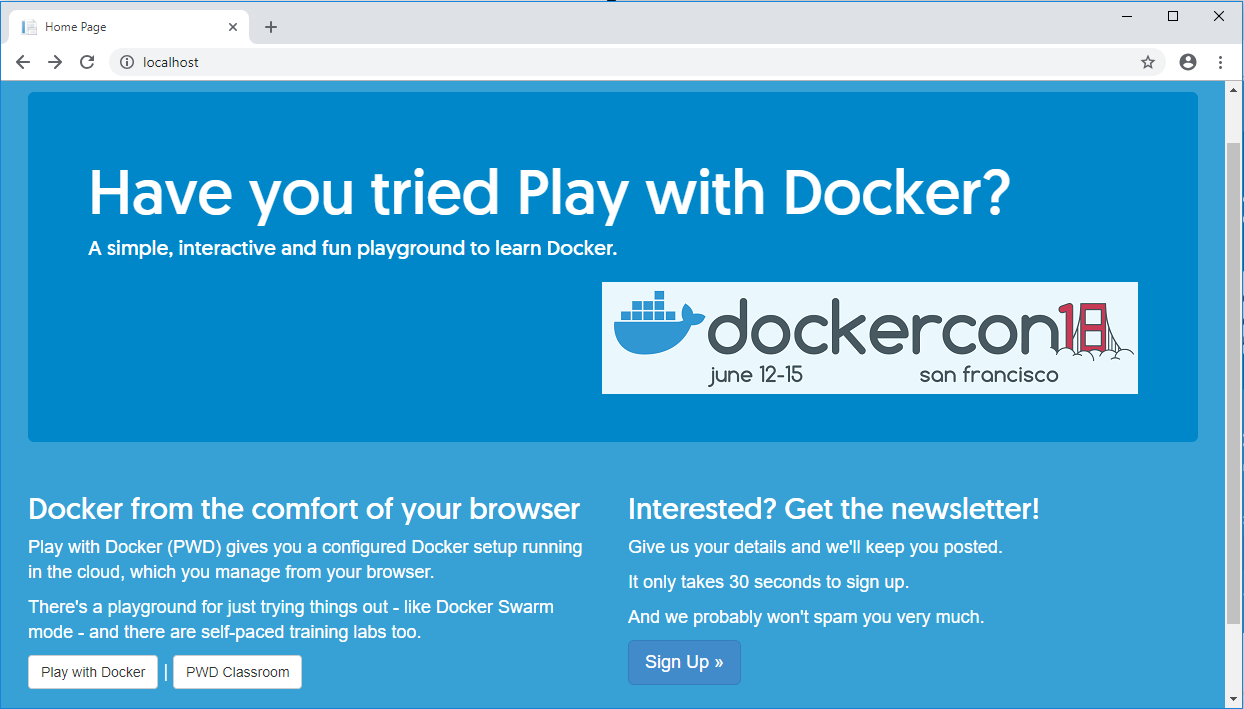 Home Page
localhost
Have you tried Play with Docker?
A simple, interactive and fun playground to learn Docker.
dockercon18
june 12-15 san francisco
Docker from the comfort of your browser
Play with Docker (PWD) gives you a configured Docker setup running
in the cloud, which you manage from your browser.
There's a playground for just trying things out - like Docker Swarm
mode - and there are self-paced training labs too.
Play with Docker | PWD Classroom
Interested? Get the newsletter!
Give us your details and we'll keep you posted.
It only takes 30 seconds to sign up.
And we probably won't spam you very much.
Sign Up »